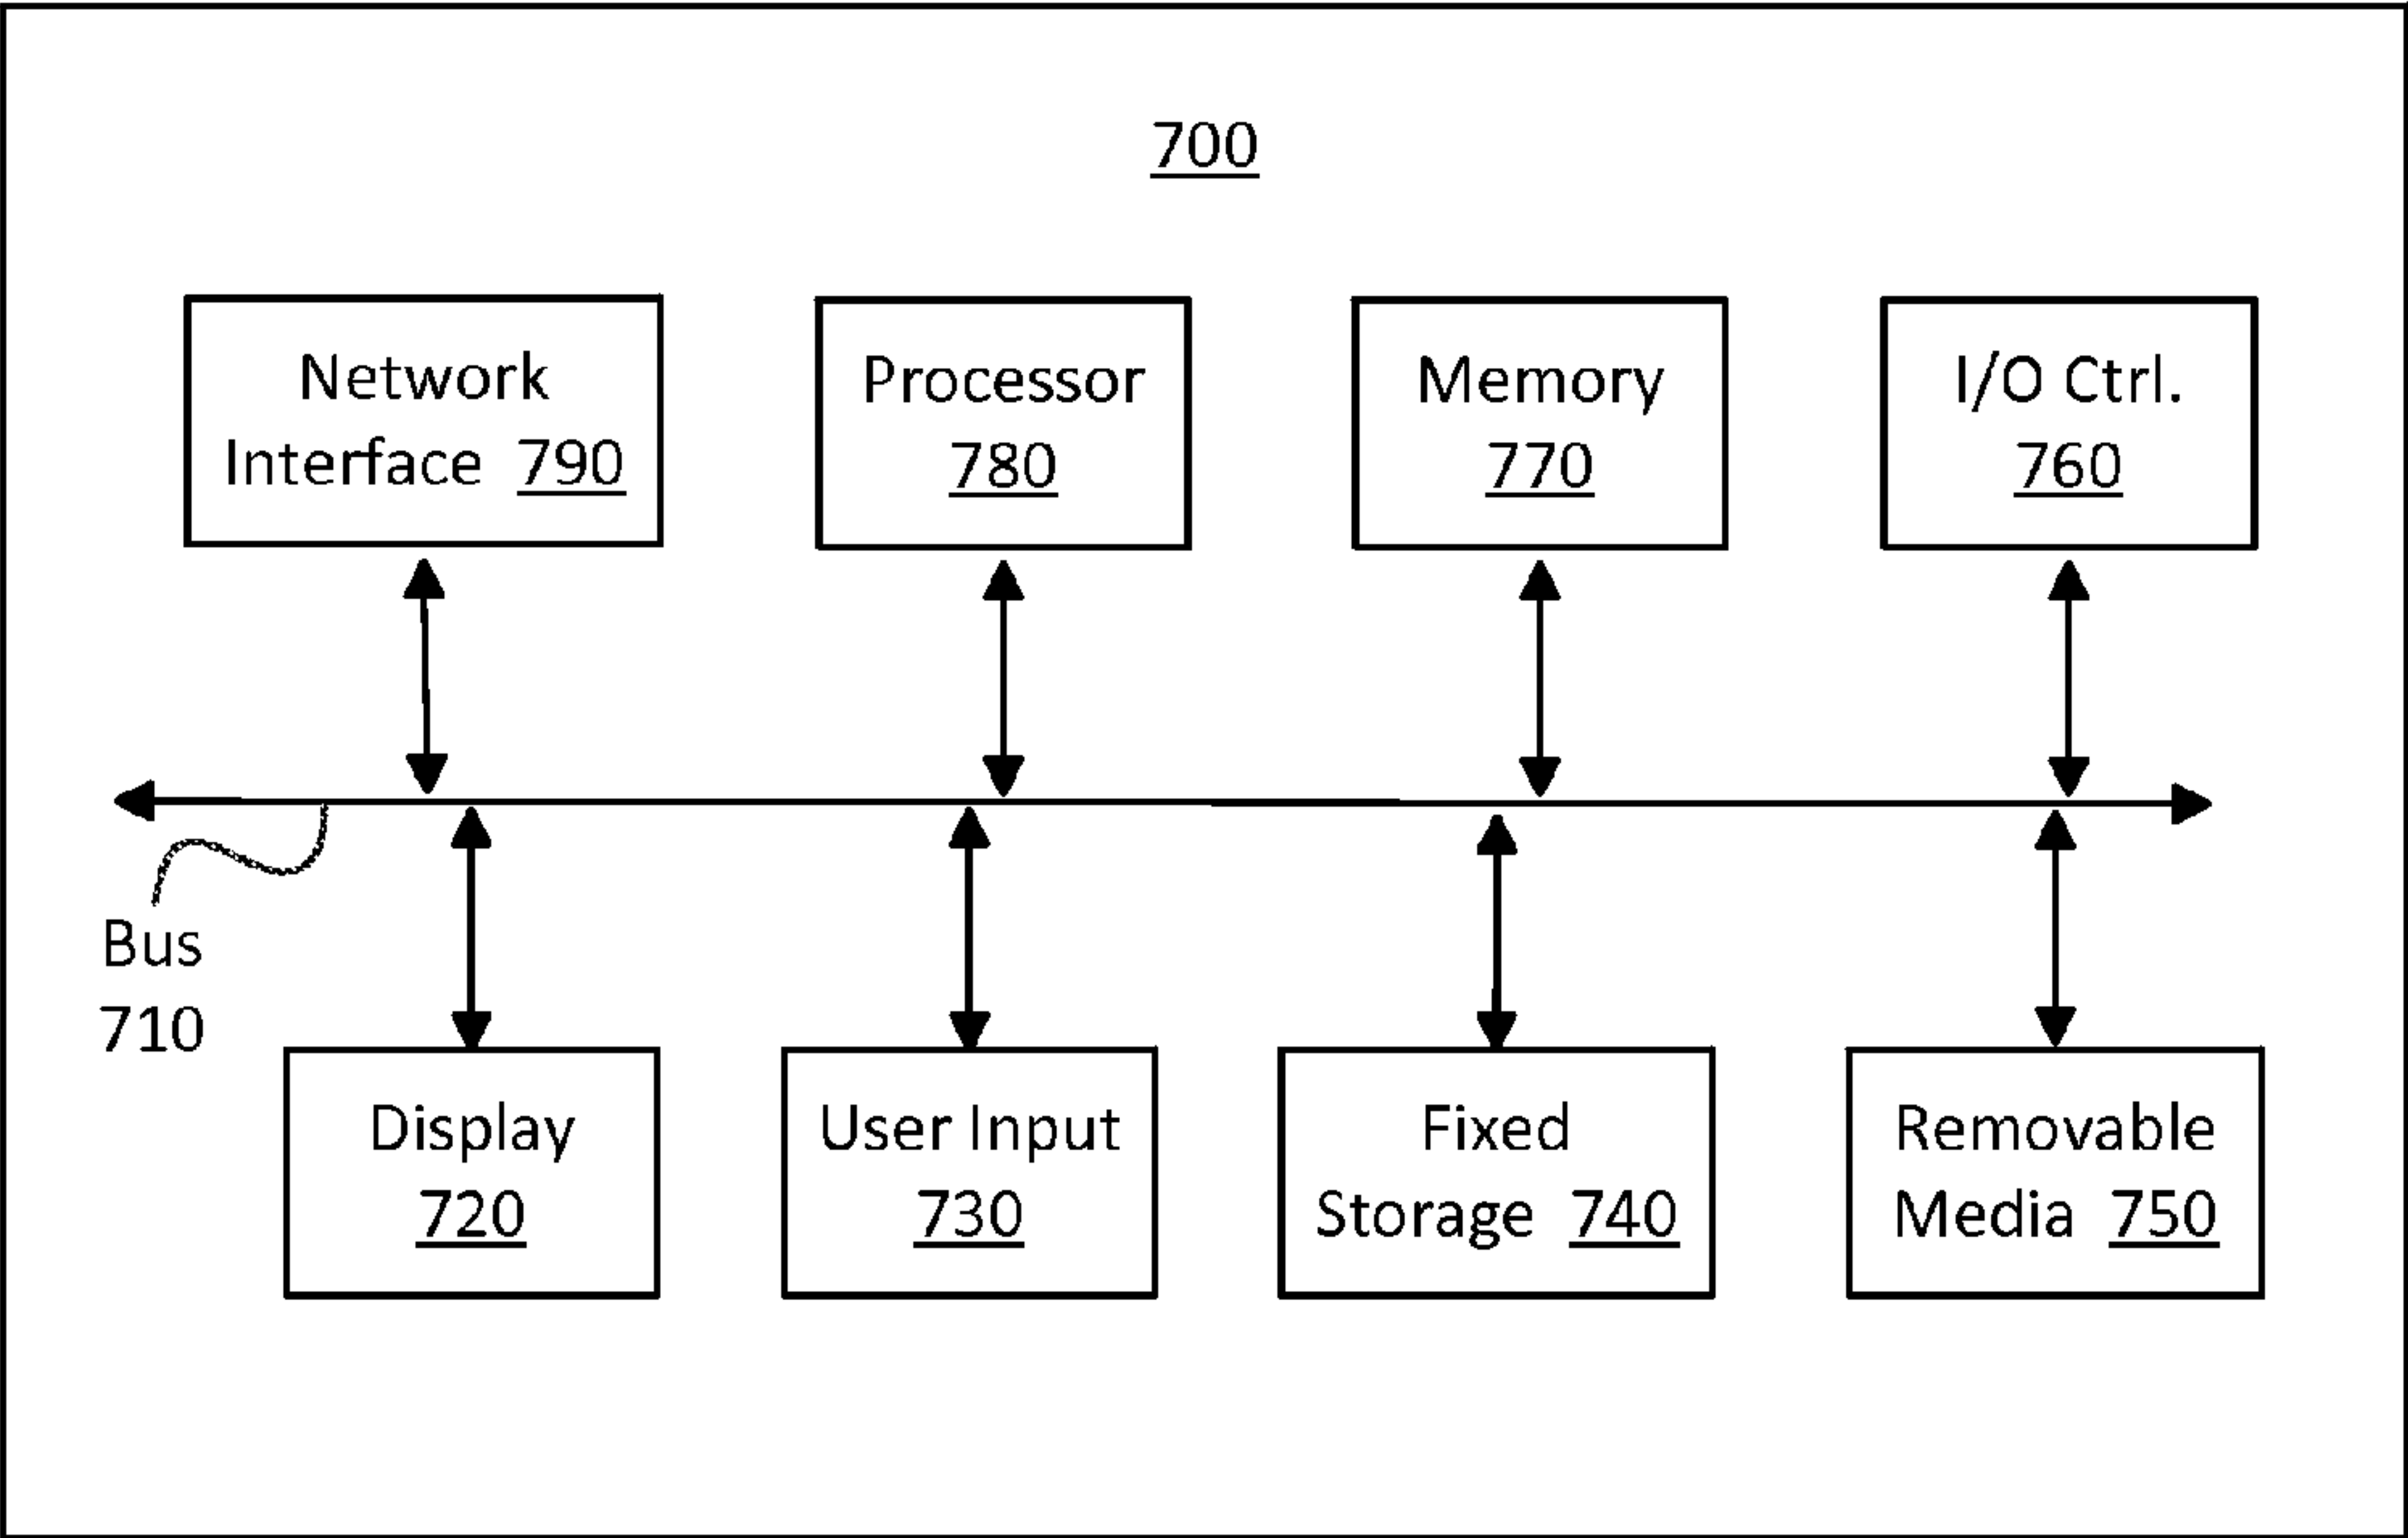 700
Network
Interface 790
Processor
780
Memory
770
I/O Ctrl.
760
Bus
710
Display
720
User Input
730
Fixed
Storage 740
Removable
Media 750